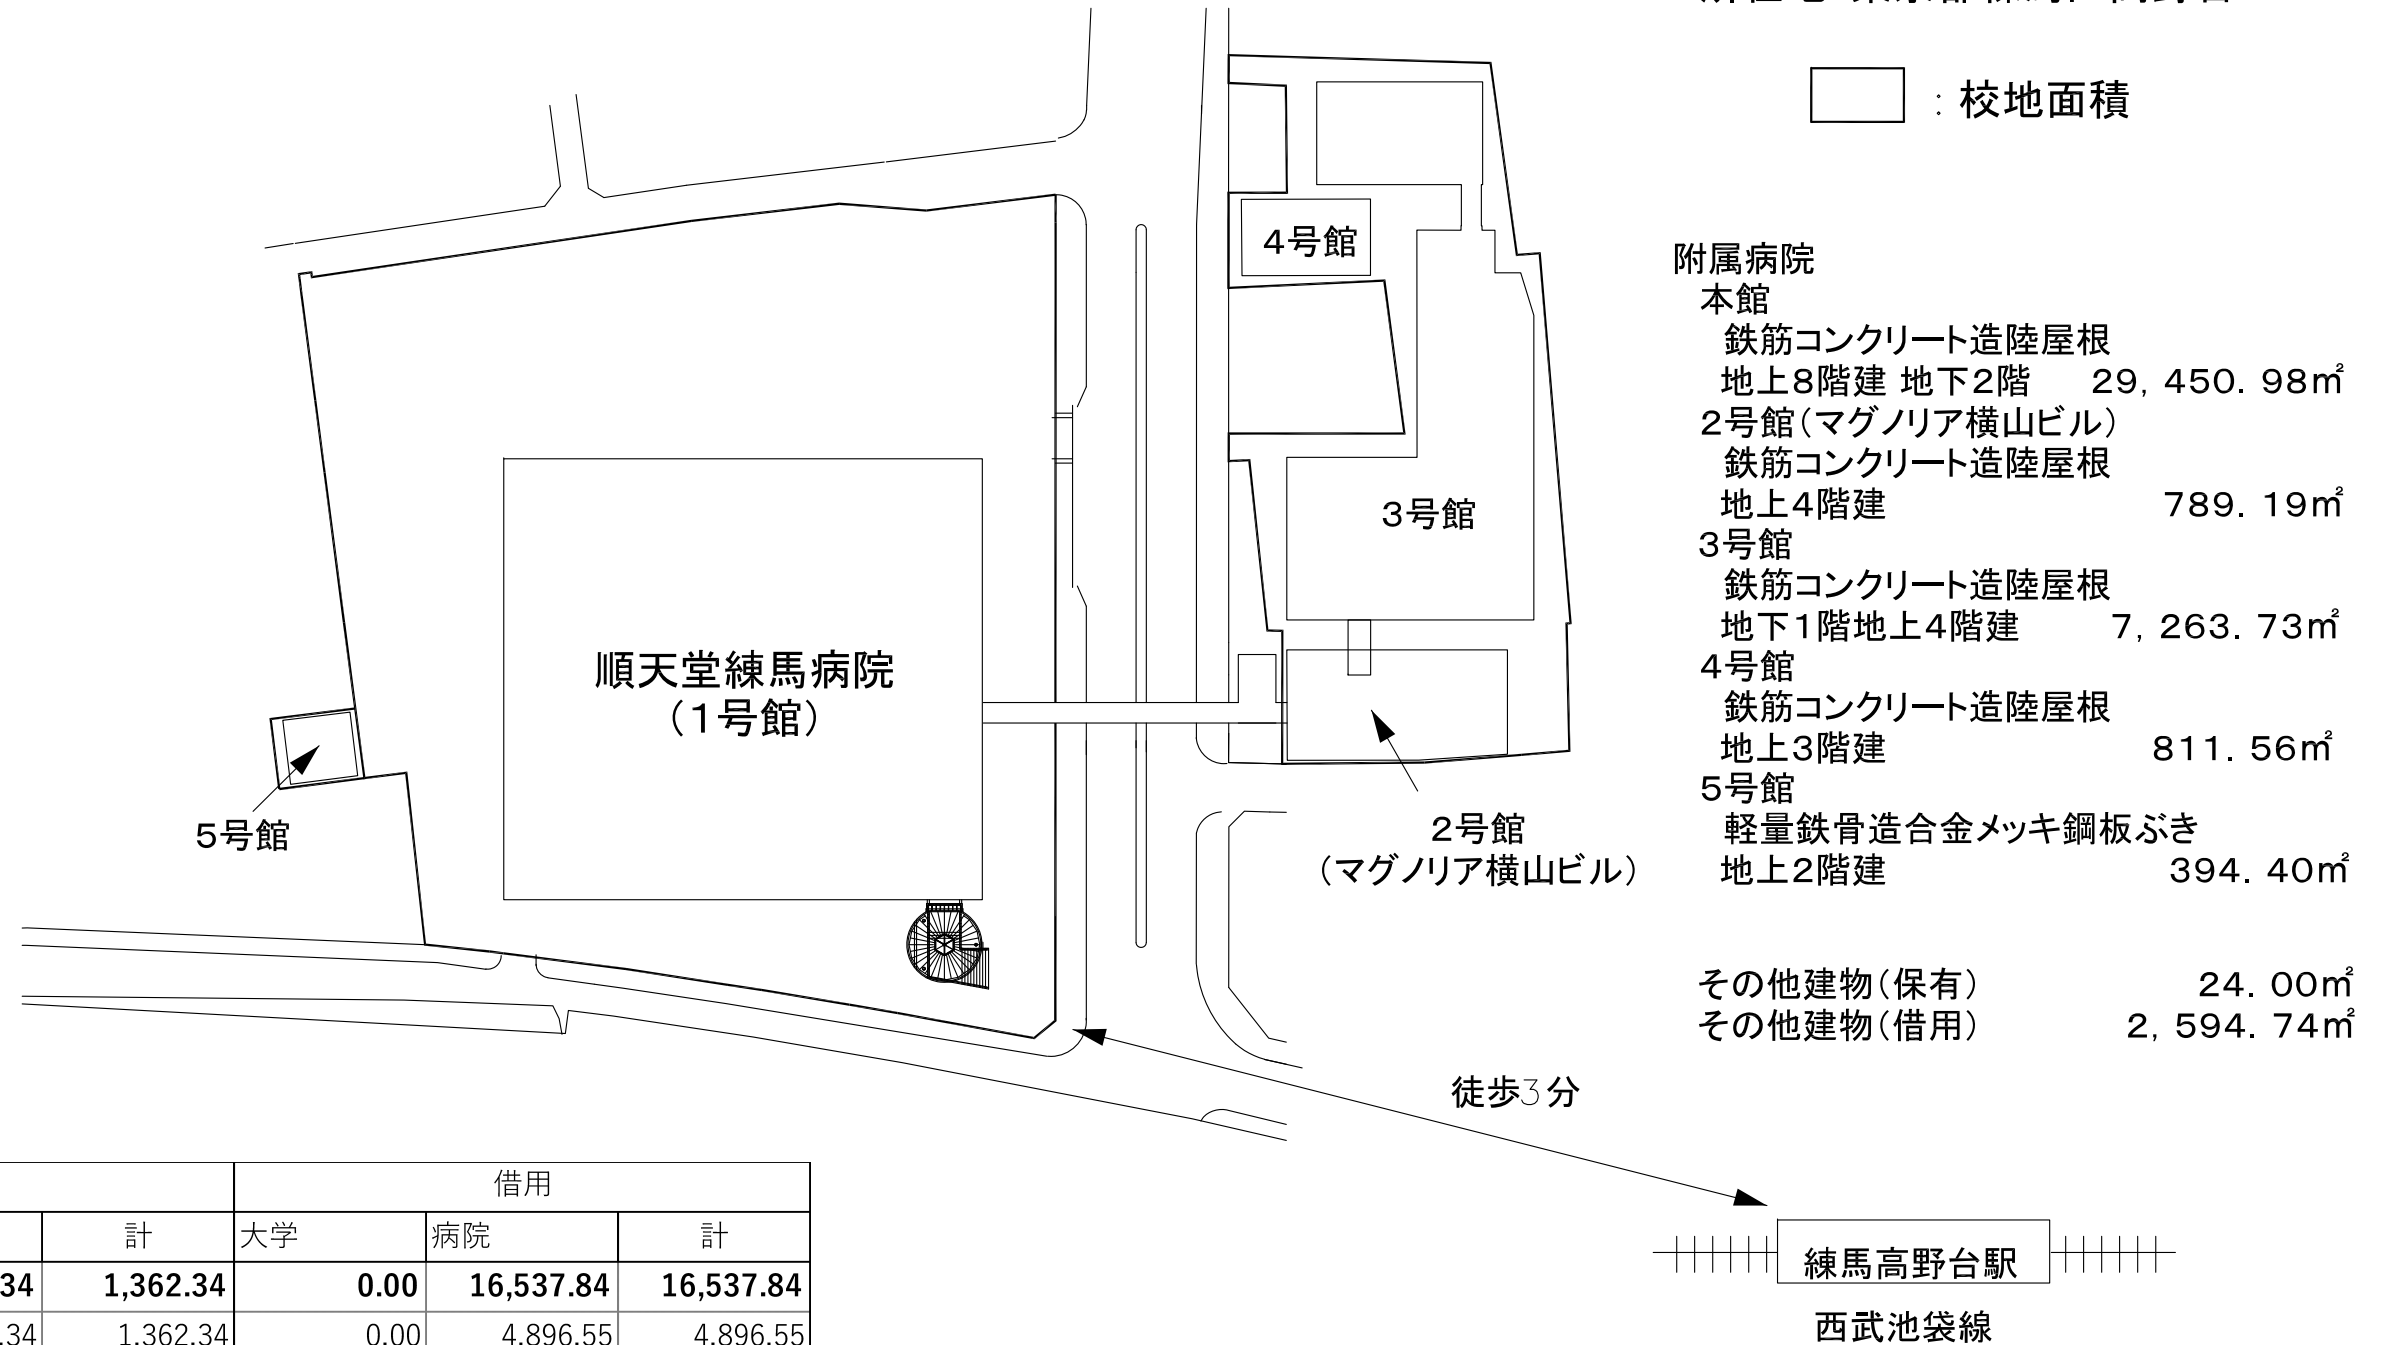 ：校地面積
附属病院
本館
鉄筋コンクリート造陸屋根
地上8階建 地下2階 29，450．98㎡
2号館（マグノリア横山ビル）
鉄筋コンクリート造陸屋根
地上4階建 789．19㎡
3号館
鉄筋コンクリート造陸屋根
地下1階地上4階建 7，263．73㎡
4号館
鉄筋コンクリート造陸屋根
地上3階建 811．56㎡
5号館
軽量鉄骨造合金メッキ鋼板ぶき
地上2階建 394．40㎡
その他建物（保有） 24．00㎡
その他建物（借用） 2，594．74㎡
4号館
3号館
順天堂練馬病院
（1号館）
5号館
2号館
（マグノリア横山ビル）
徒歩3分
練馬高野台駅
西武池袋線
借用
計 大学 病院 計
34 1,362.34 0.00 16,537.84 16,537.84
.34 1,362.34 0.00 4,896.55 4,896.55